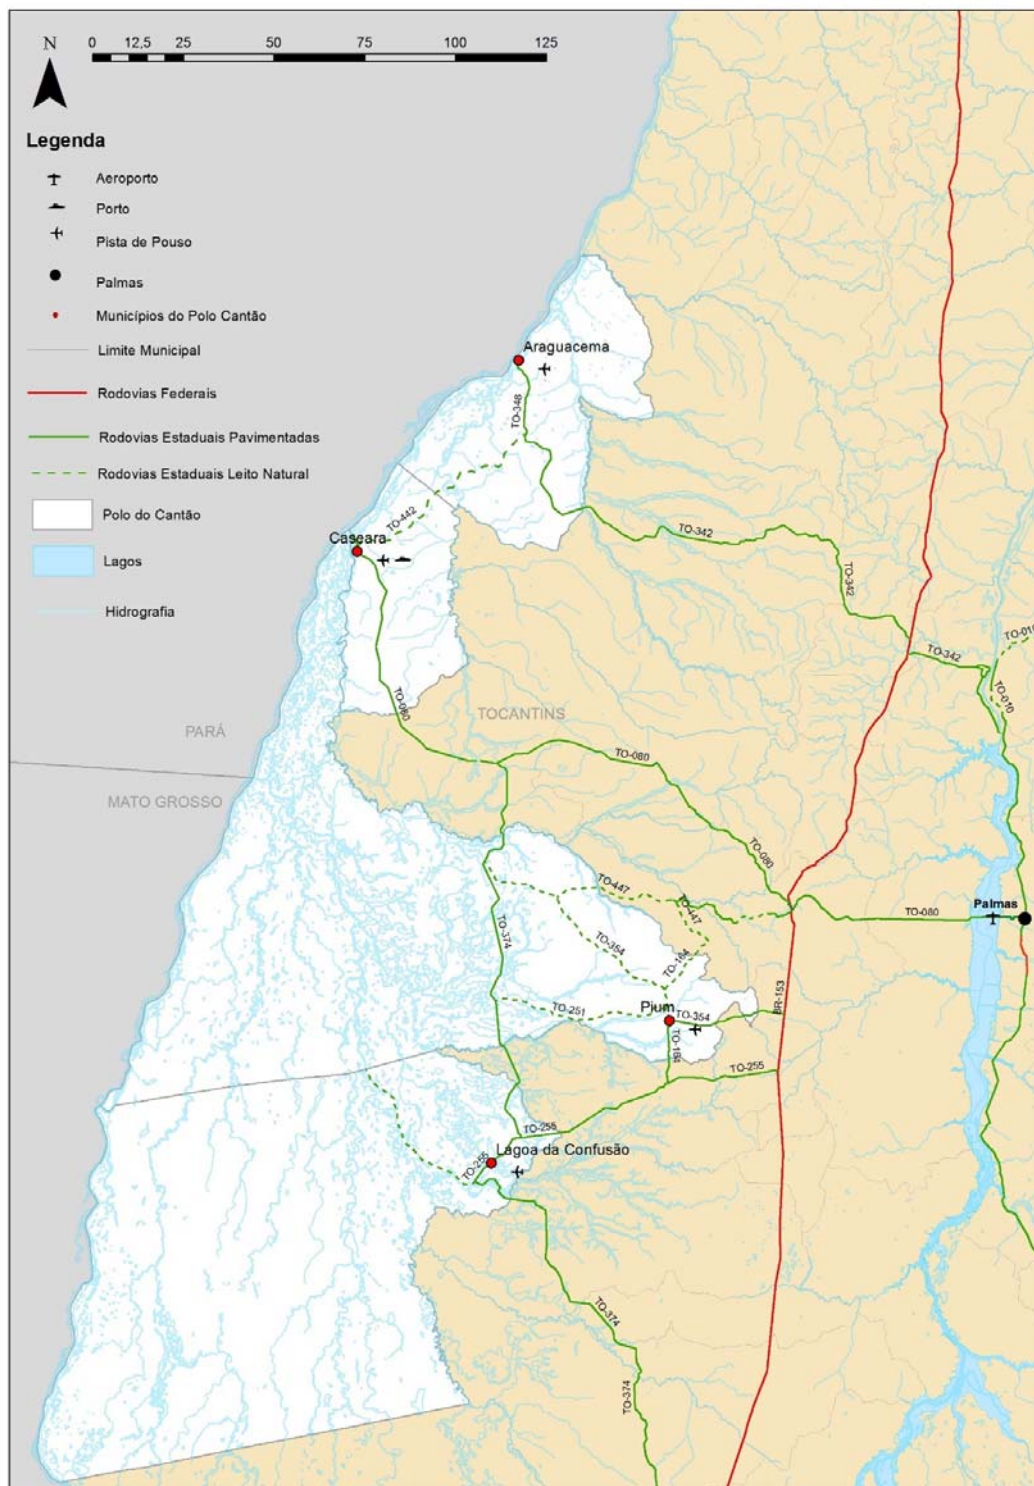 N
0 12,5 25 50 75 100 125
Legenda
Aeroporto
Porto
Pista de Pouso
Palmas
Municípios do Polo Cantão
Limite Municipal
Rodovias Federais
Rodovias Estaduais Pavimentadas
Rodovias Estaduais Leito Natural
Polo do Cantão
Lagos
Hidrografia
Araguacema
TO-348
TO-442
Caseara
TO-342
TO-342
TO-342
TO-010
TO-010
TO-080
TOCANTINS
PARÁ
MATO GROSSO
TO-080
TO-080
TO-447
TO-447
TO-080
Palmas
TO-374
TO-354
TO-164
TO-251
Pium
TO-354
BR-153
TO-164
TO-255
TO-255
Lagoa da Confusão
TO-255
TO-374
TO-374